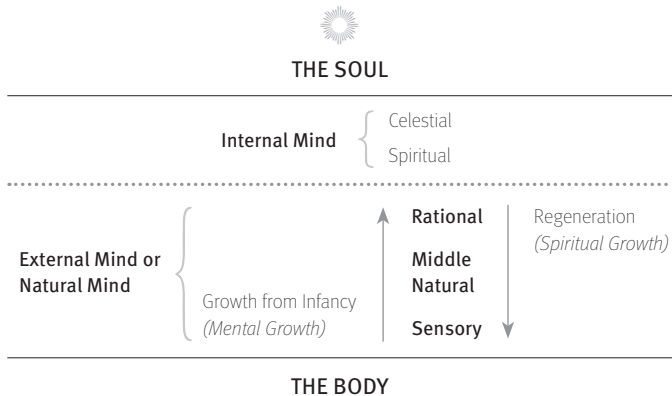 THE SOUL
Internal Mind
Celestial
Spiritual
External Mind or
Natural Mind
Growth from Infancy
(Mental Growth)
Rational
Middle
Natural
Sensory
Regeneration
(Spiritual Growth)
THE BODY